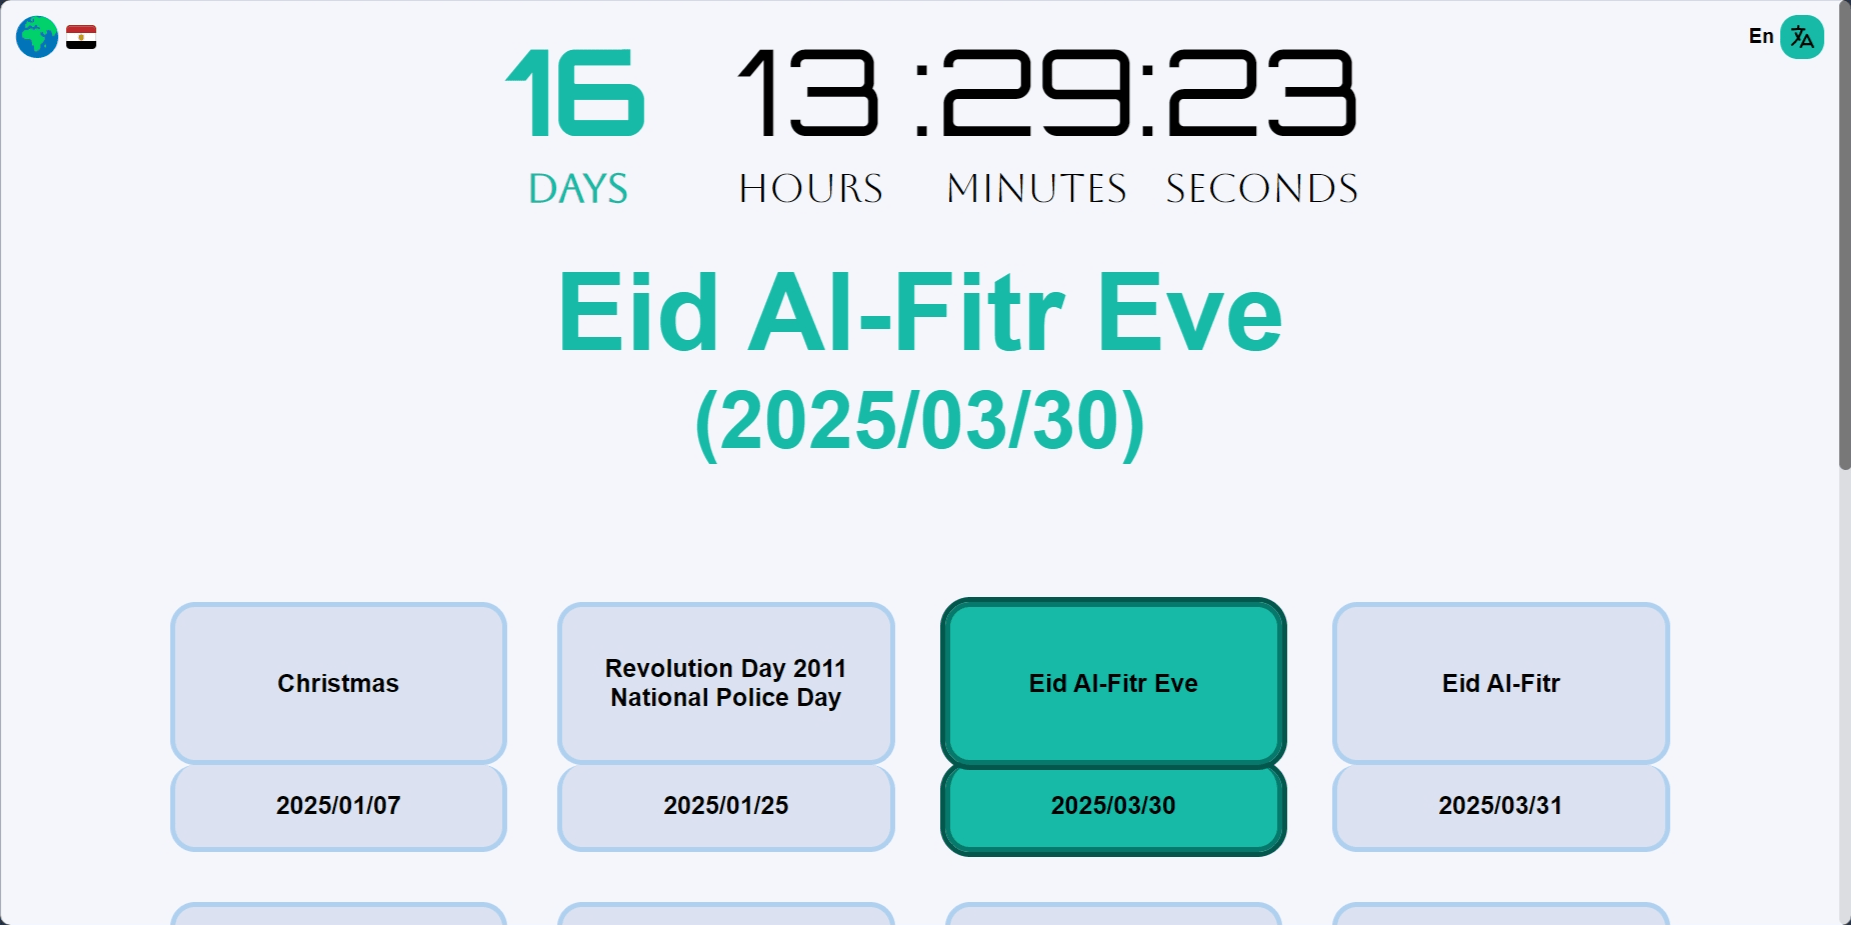 En
16 13:29:23
DAYS HOURS MINUTES SECONDS
Eid Al-Fitr Eve
(2025/03/30)
Christmas
2025/01/07
Revolution Day 2011
National Police Day
2025/01/25
Eid Al-Fitr Eve
2025/03/30
Eid Al-Fitr
2025/03/31